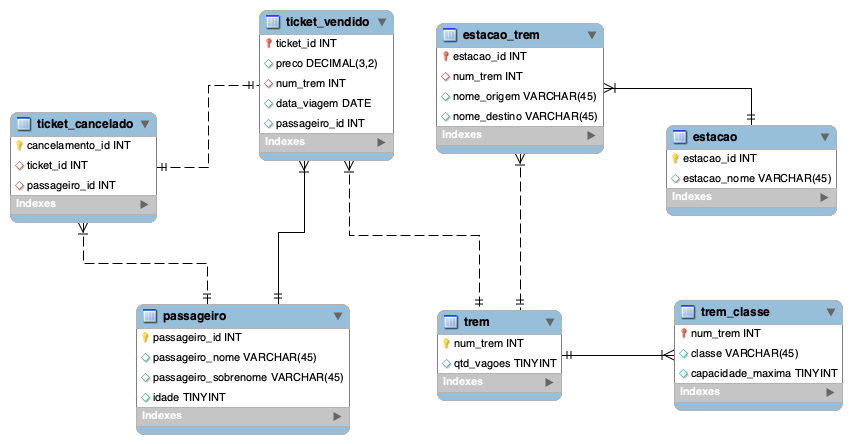 ticket_vendido
ticket_id INT
preco DECIMAL(3,2)
num_trem INT
data_viagem DATE
passageiro_id INT
Indexes
estacao_trem
estacao_id INT
num_trem INT
nome_origem VARCHAR(45)
nome_destino VARCHAR(45)
Indexes
ticket_cancelado
cancelamento_id INT
ticket_id INT
passageiro_id INT
Indexes
estacao
estacao_id INT
estacao_nome VARCHAR(45)
Indexes
passageiro
passageiro_id INT
passageiro_nome VARCHAR(45)
passageiro_sobrenome VARCHAR(45)
idade TINYINT
Indexes
trem
num_trem INT
qtd_vagoes TINYINT
Indexes
trem_classe
num_trem INT
classe VARCHAR(45)
capacidade_maxima TINYINT
Indexes